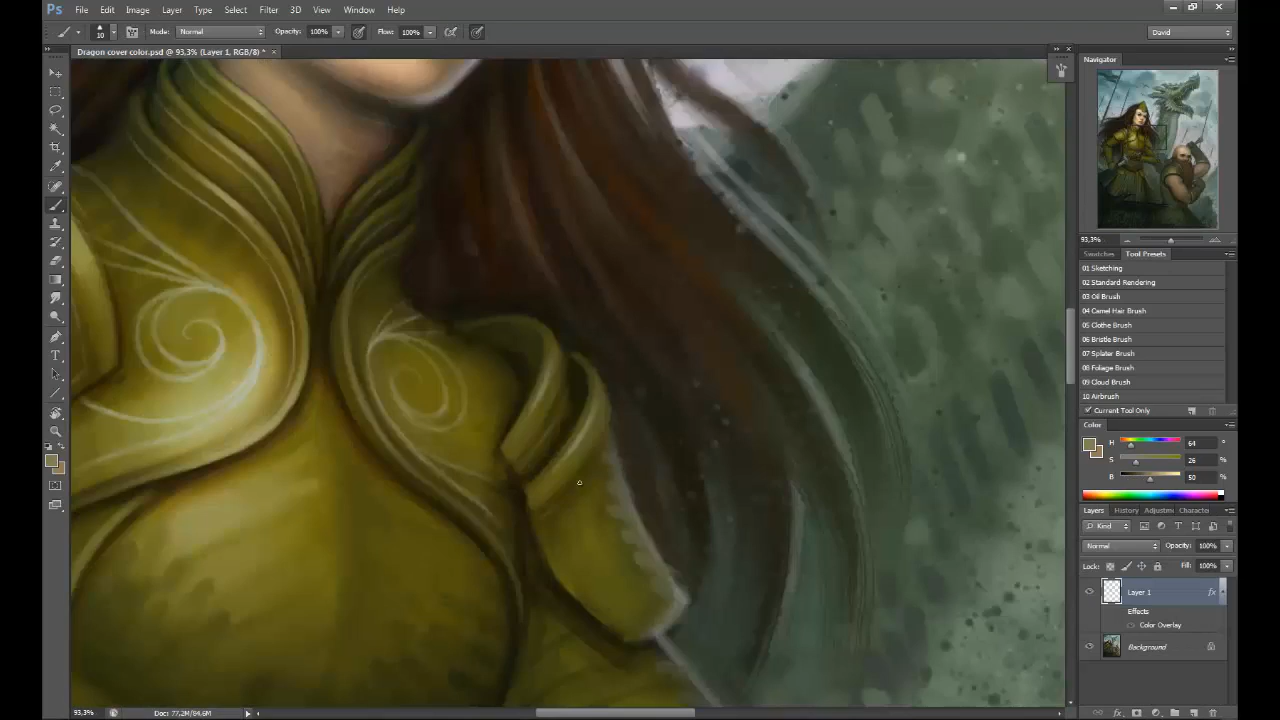 Ps File Edit Image Layer Type Select Filter 3D View Window Help
10 Mode: Normal Opacity: 100% Flow: 100% David
Dragon cover color.psd @ 93,3% (Layer 1, RGB/8) * ×
Navigator
93,3%
Swatches Tool Presets
01 Sketching
02 Standard Rendering
03 Oil Brush
04 Camel Hair Brush
05 Clothe Brush
06 Bristle Brush
07 Splater Brush
08 Foliage Brush
09 Cloud Brush
10 Airbrush
Current Tool Only
Color
H 64 °
S 26 %
B 50 %
Layers History Adjustme Characte
Kind
Normal Opacity: 100%
Lock: Fill: 100%
Layer 1 fx
Effects
Color Overlay
Background
93,3% Doc: 77,2M/84,6M